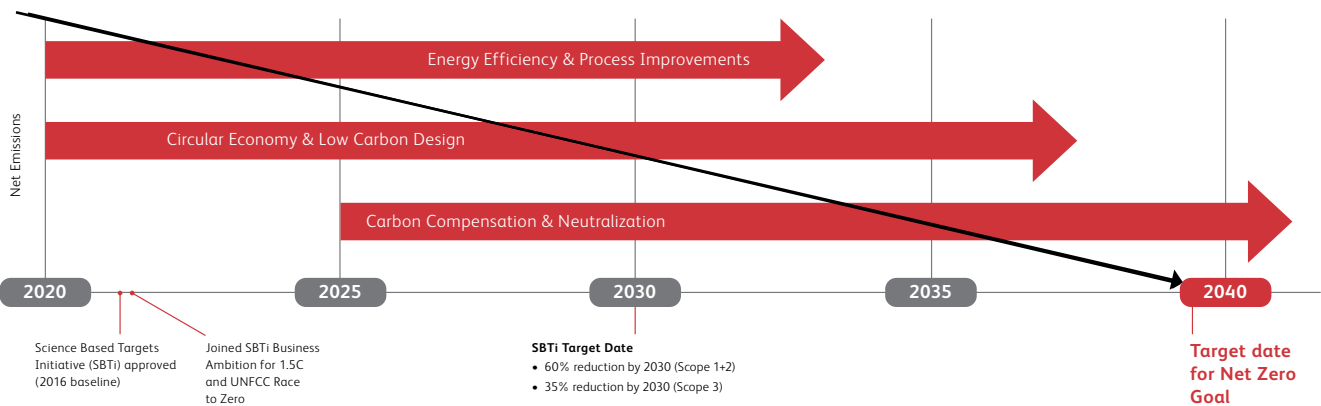 Net Emissions
Energy Efficiency & Process Improvements
Circular Economy & Low Carbon Design
Carbon Compensation & Neutralization
2020
2025
2030
2035
2040
Science Based Targets
Initiative (SBTi) approved
(2016 baseline)
Joined SBTi Business
Ambition for 1.5C
and UNFCC Race
to Zero
SBTi Target Date
• 60% reduction by 2030 (Scope 1+2)
• 35% reduction by 2030 (Scope 3)
Target date
for Net Zero
Goal